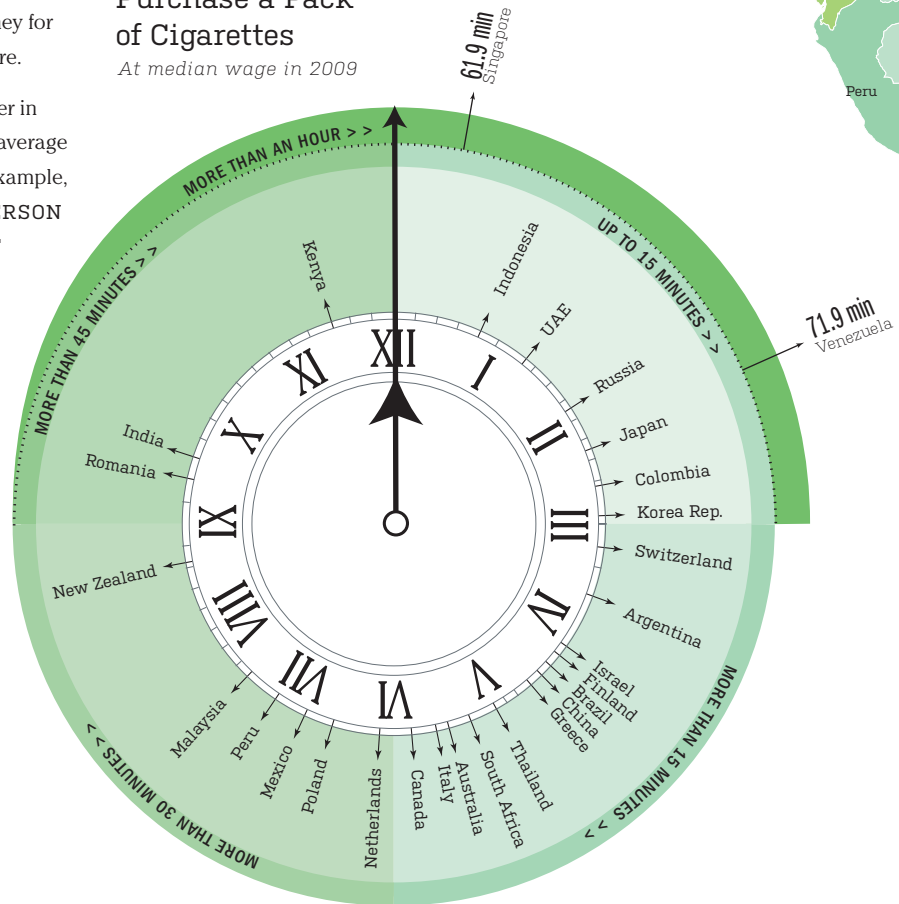 ey for
re.
er in
average
xample,
ERSON
Purchase a Pack
of Cigarettes
At median wage in 2009
61.9 min
Singapore
Peru
MORE THAN AN HOUR > >
UP TO 15 MINUTES > >
71.9 min
Venezuela
MORE THAN 45 MINUTES > >
Kenya
Indonesia
UAE
Russia
Japan
Colombia
Korea Rep.
Switzerland
Argentina
Israel
Finland
Brazil
China
Greece
Thailand
South Africa
Australia
Italy
Canada
Netherlands
Poland
Mexico
Peru
Malaysia
New Zealand
Romania
India
MORE THAN 15 MINUTES > >
MORE THAN 30 MINUTES > >
XII
I
II
III
IV
V
VI
VII
VIII
IX
X
XI